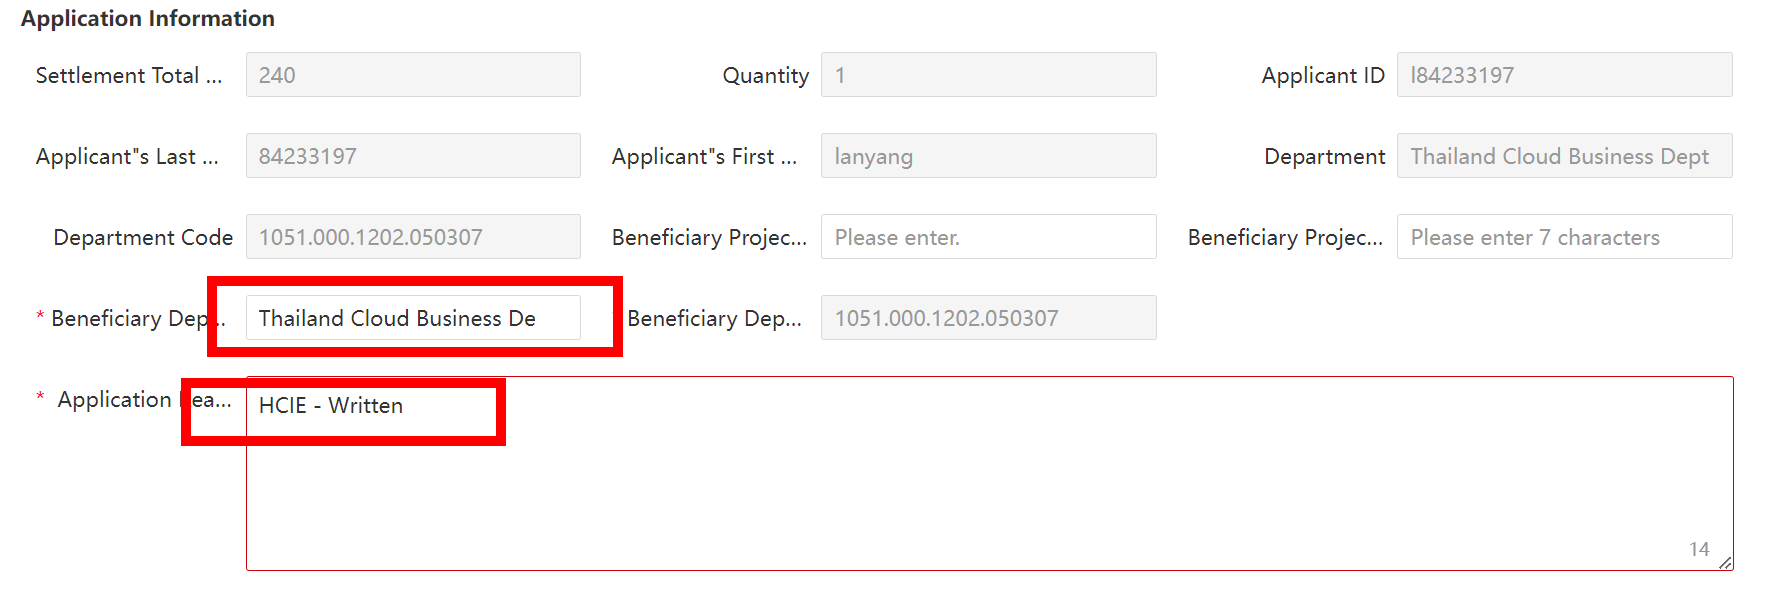 Application Information
Settlement Total ... 240 Quantity 1 Applicant ID l84233197
Applicant"s Last ... 84233197 Applicant"s First ... lanyang Department Thailand Cloud Business Dept
Department Code 1051.000.1202.050307 Beneficiary Projec... Please enter. Beneficiary Projec... Please enter 7 characters
* Beneficiary Dep... Thailand Cloud Business De Beneficiary Dep... 1051.000.1202.050307
* Application Rea... HCIE - Written
14